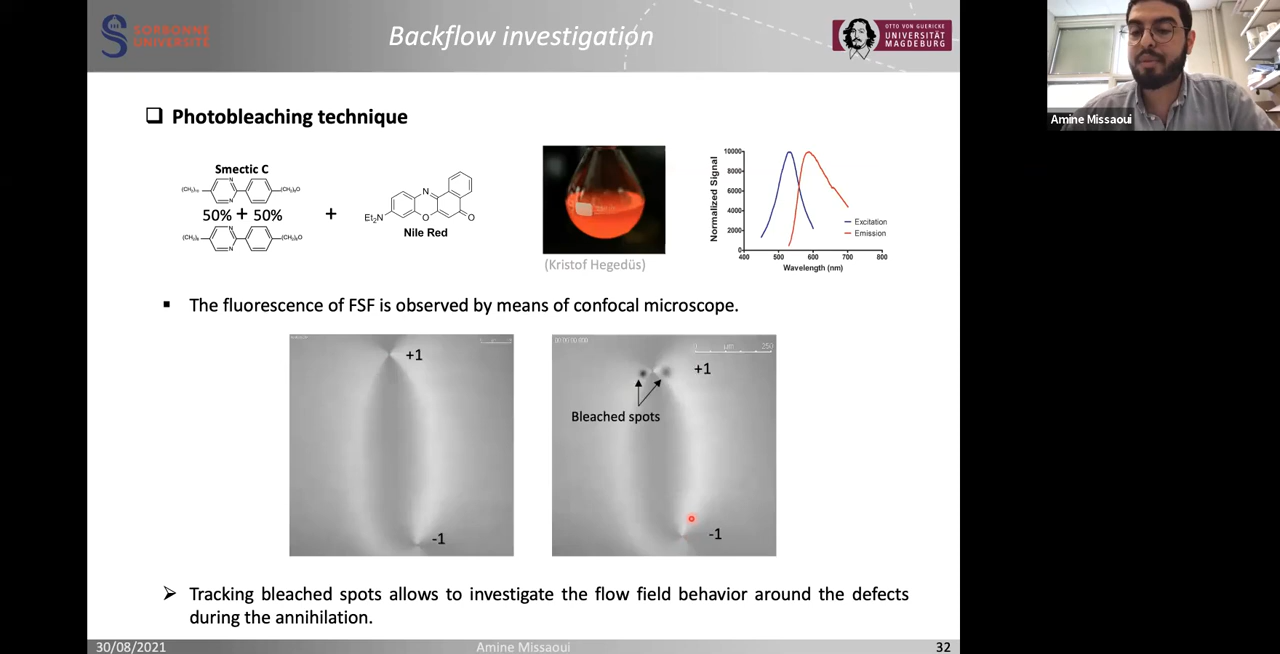 SORBONNE
UNIVERSITÉ
Backflow investigation
OTTO VON GUERICKE
UNIVERSITÄT
MAGDEBURG
Amine Missaoui
❑ Photobleaching technique
Smectic C
50% + 50%
+
N
Et₂N
O
O
Nile Red
(Kristof Hegedüs)
Normalized Signal
10000
8000
6000
4000
2000
0
400 500 600 700 800
Wavelength (nm)
Excitation
Emission
▪ The fluorescence of FSF is observed by means of confocal microscope.
+1
-1
0 µm 250
+1
Bleached spots
-1
➢ Tracking bleached spots allows to investigate the flow field behavior around the defects
during the annihilation.
30/08/2021
Amine Missaoui
32